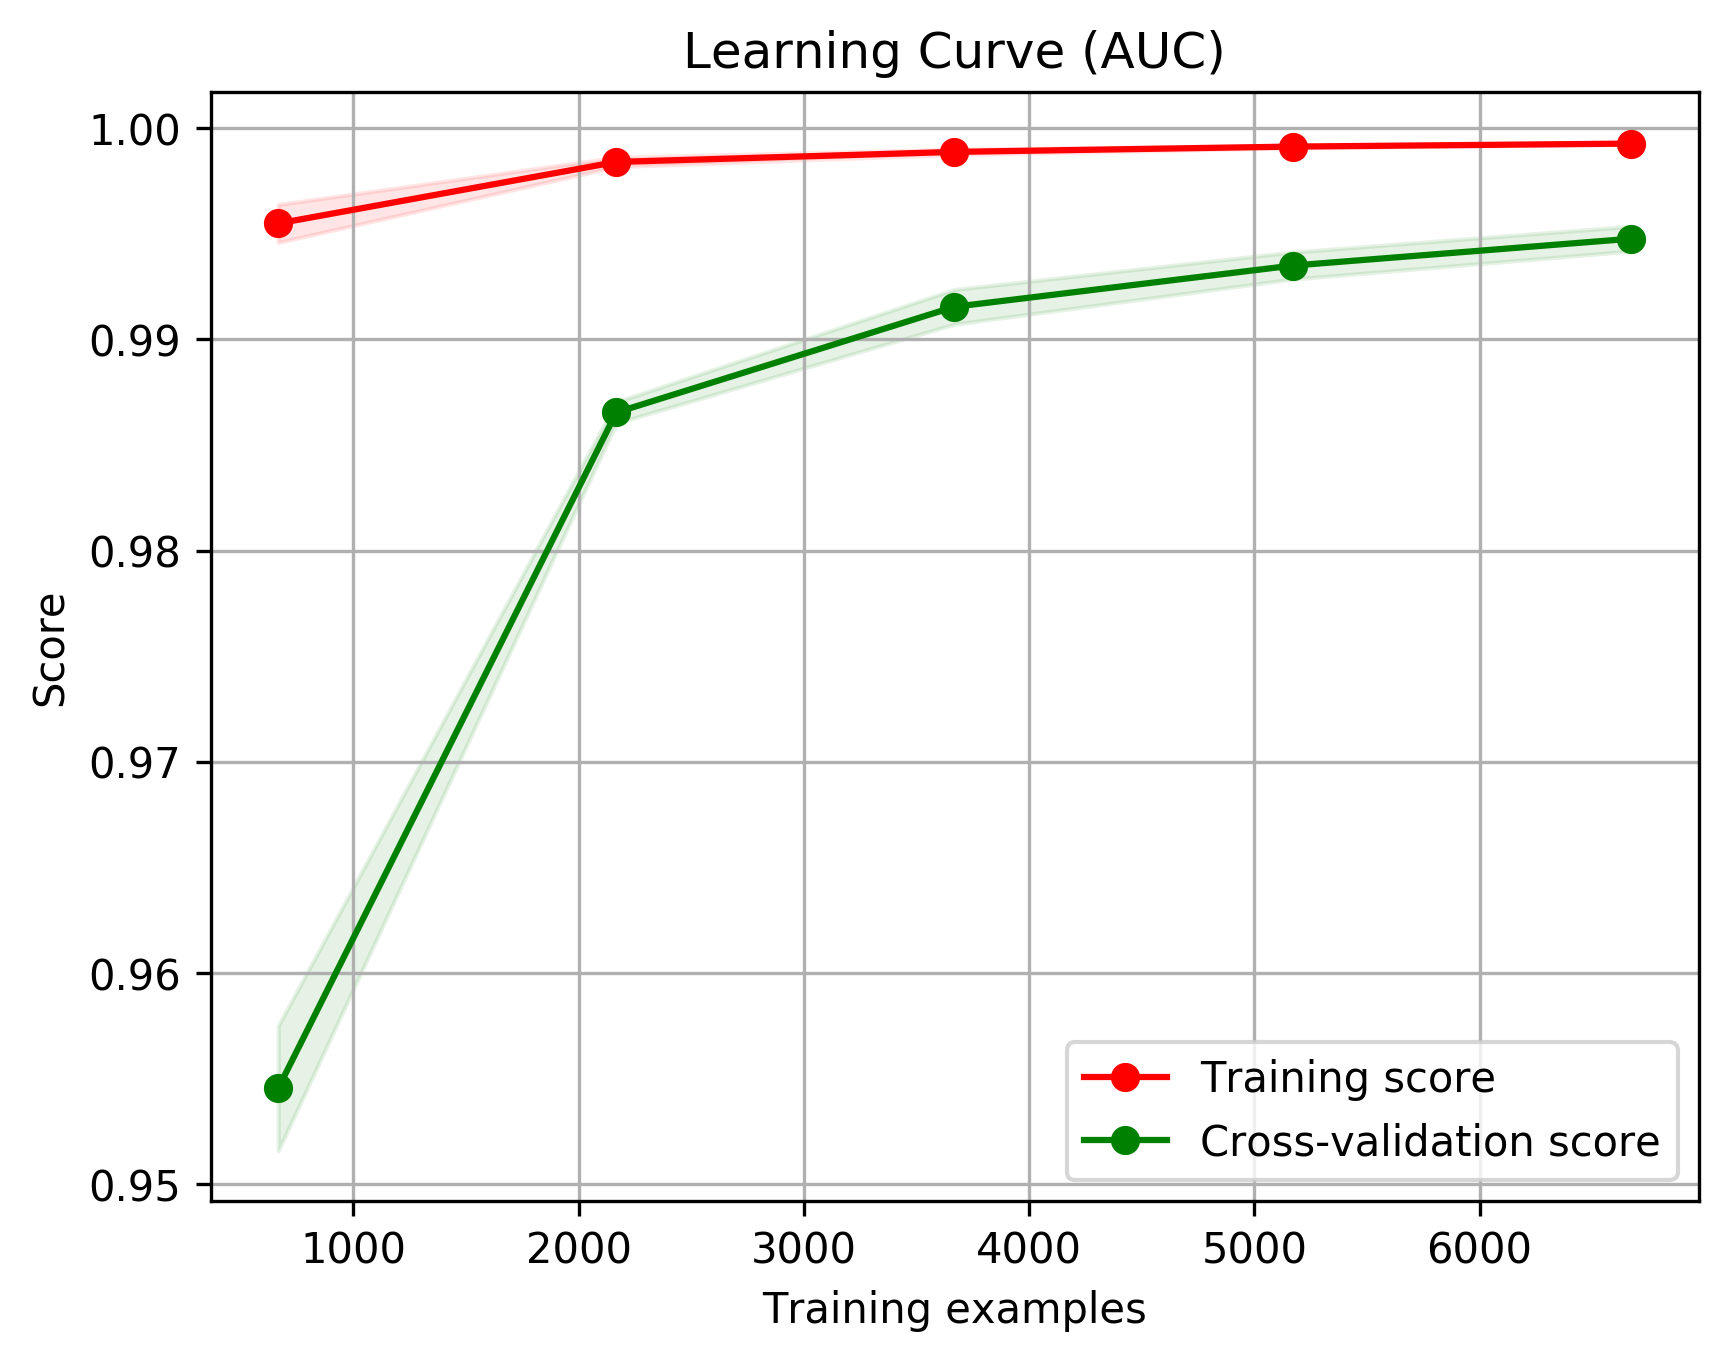 Learning Curve (AUC)
1.00
0.99
0.98
0.97
0.96
0.95
Score
1000 2000 3000 4000 5000 6000
Training examples
Training score
Cross-validation score